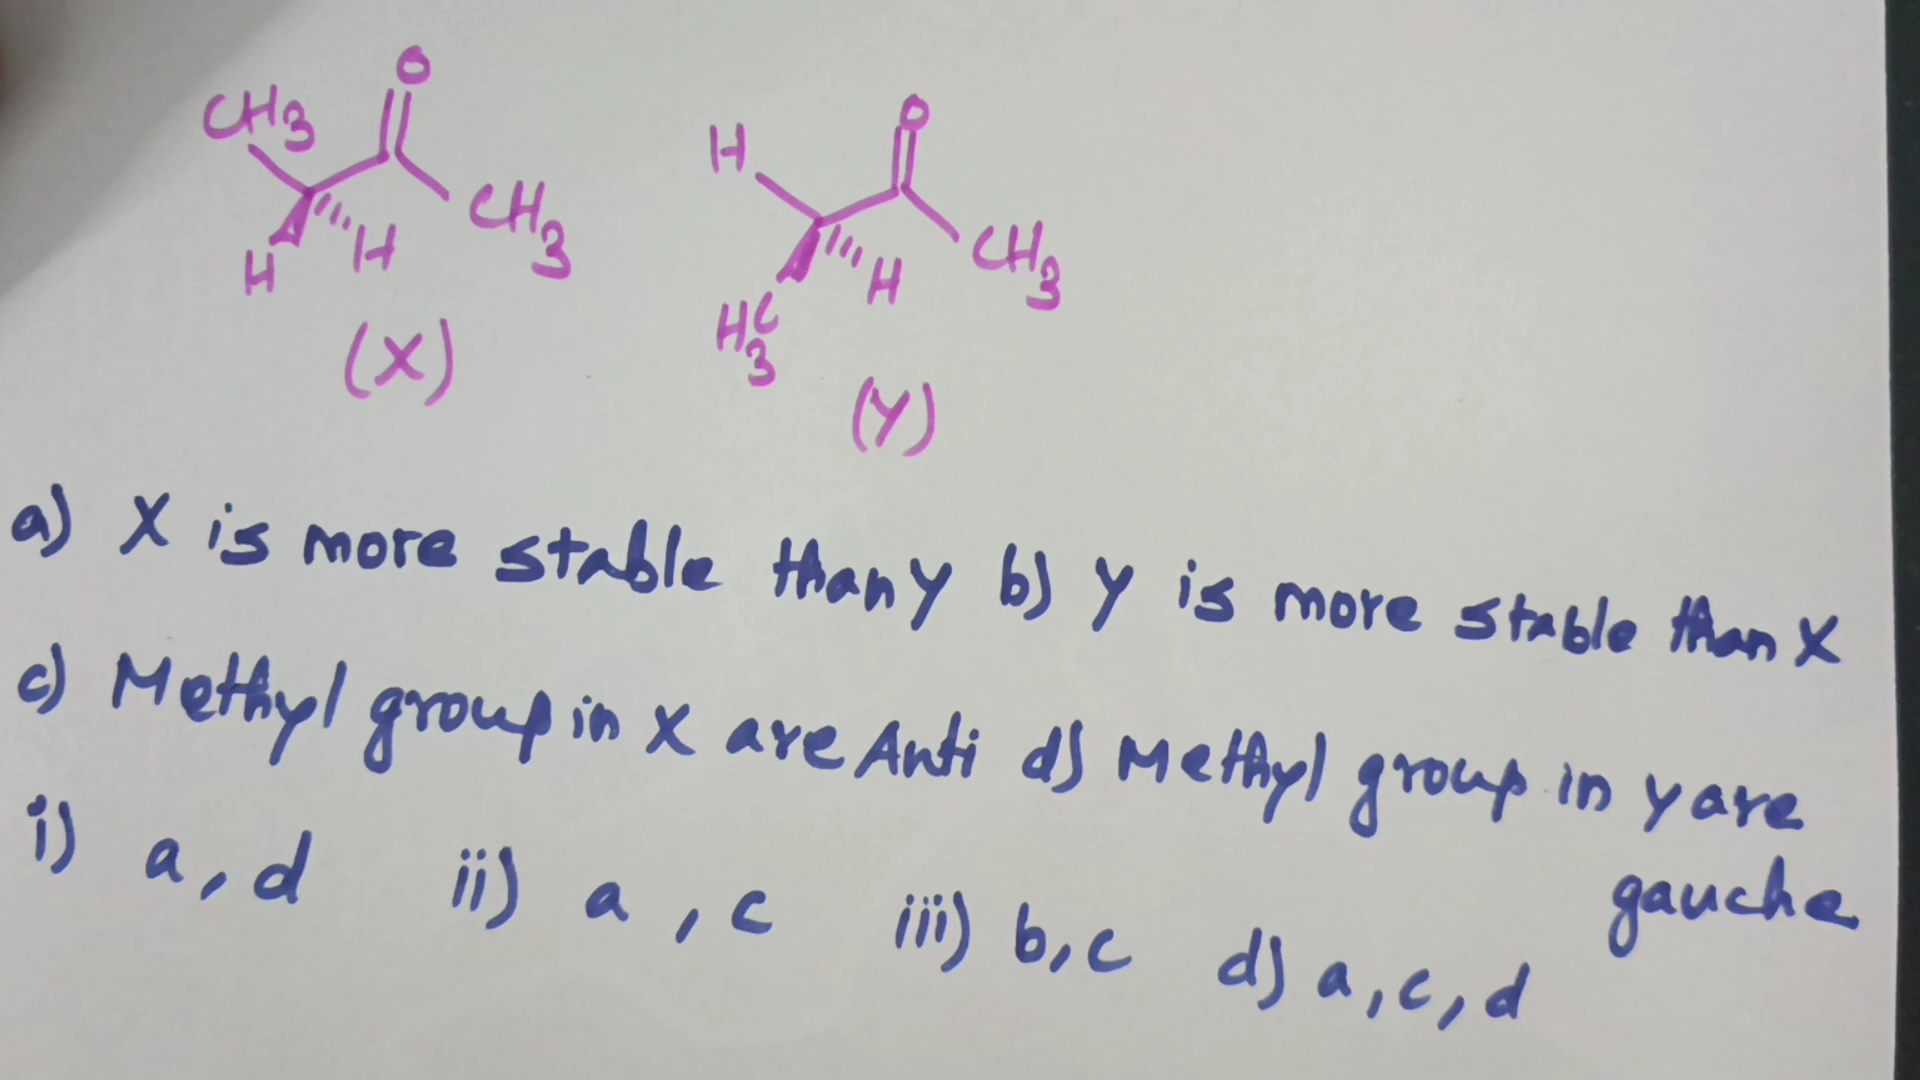 O O
CH3 H
CH3 CH3
H H H
H3C
(X) (Y)
a) X is more stable than Y b) Y is more stable than X
c) Methyl group in X are Anti d) Methyl group in Y are
gauche
i) a, d ii) a, c iii) b, c d) a, c, d